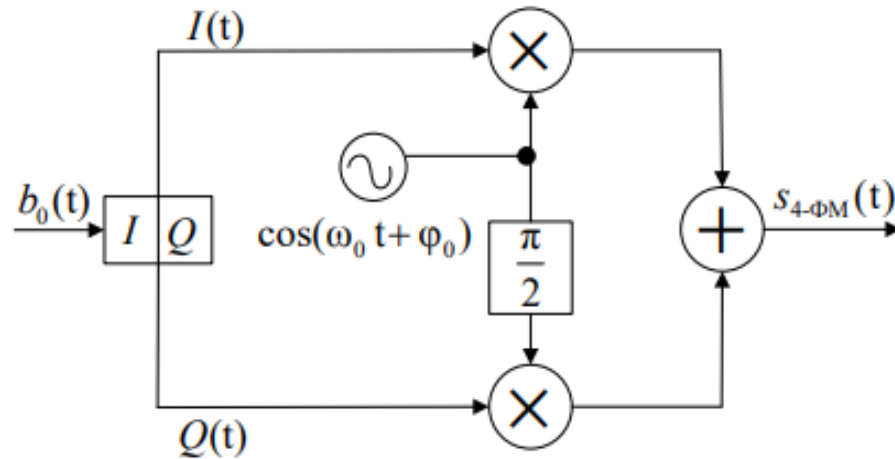 I(t)
×
b₀(t)
I Q
cos(ω₀ t+ φ₀)
π
2
+
s₄₋ФМ(t)
×
Q(t)